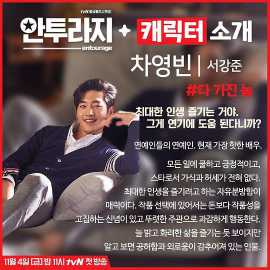 tvN 불금불토 스페셜
안투라지 + 캐릭터 소개
entourage
차영빈 | 서강준
#다 가진 놈
최대한 인생 즐기는 거야.
그게 연기에 도움 된다니까?
연예인들의 연예인. 현재 가장 핫한 배우.
모든 일에 쿨하고 긍정적이고,
스타로서 가식과 허세가 전혀 없다.
최대한 인생을 즐기려고 하는 자유분방함이
매력이다. 작품 선택에 있어서는 돈보다 작품성을
고집하는 신념이 있고 뚜렷한 주관으로 과감하게 행동한다.
늘 밝고 화려한 삶을 즐기는 듯 보이지만
알고 보면 공허함과 외로움이 감추어져 있는 인물.
11월 4일 [금] 밤 11시 tvN 첫 방송